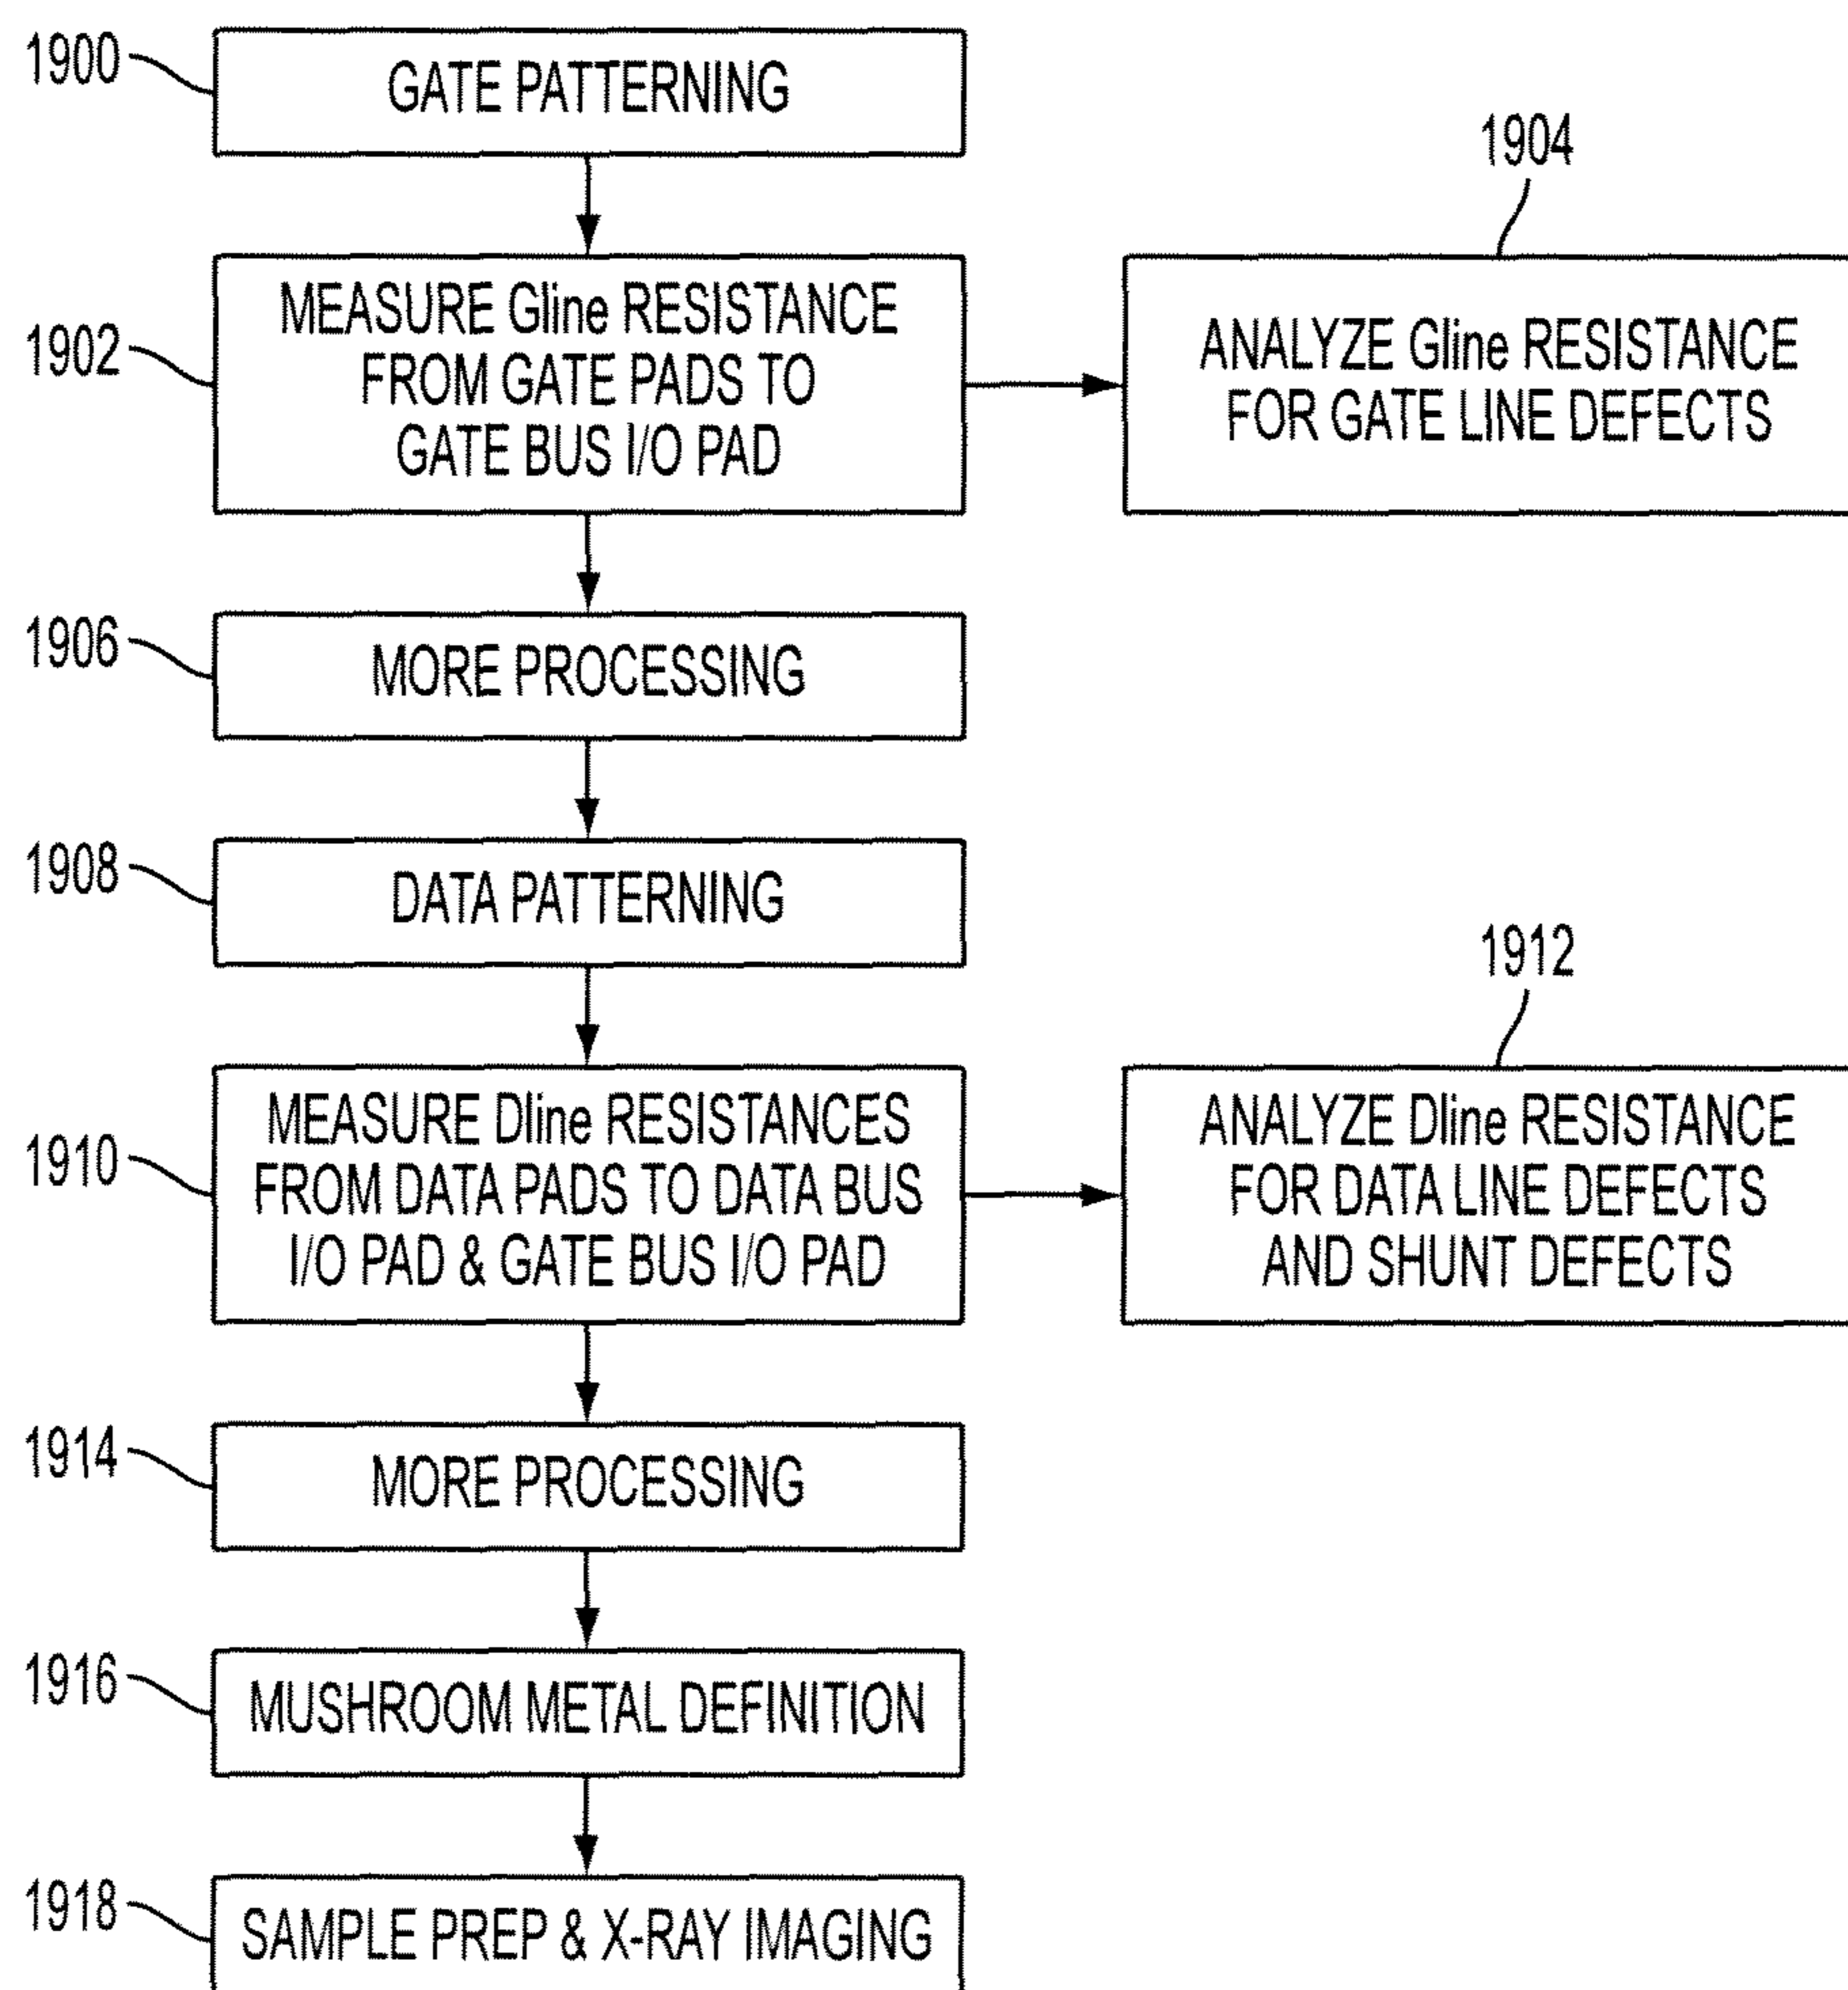 1900
GATE PATTERNING
1904
1902
MEASURE Gline RESISTANCE
FROM GATE PADS TO
GATE BUS I/O PAD
ANALYZE Gline RESISTANCE
FOR GATE LINE DEFECTS
1906
MORE PROCESSING
1908
DATA PATTERNING
1912
1910
MEASURE Dline RESISTANCES
FROM DATA PADS TO DATA BUS
I/O PAD & GATE BUS I/O PAD
ANALYZE Dline RESISTANCE
FOR DATA LINE DEFECTS
AND SHUNT DEFECTS
1914
MORE PROCESSING
1916
MUSHROOM METAL DEFINITION
1918
SAMPLE PREP & X-RAY IMAGING